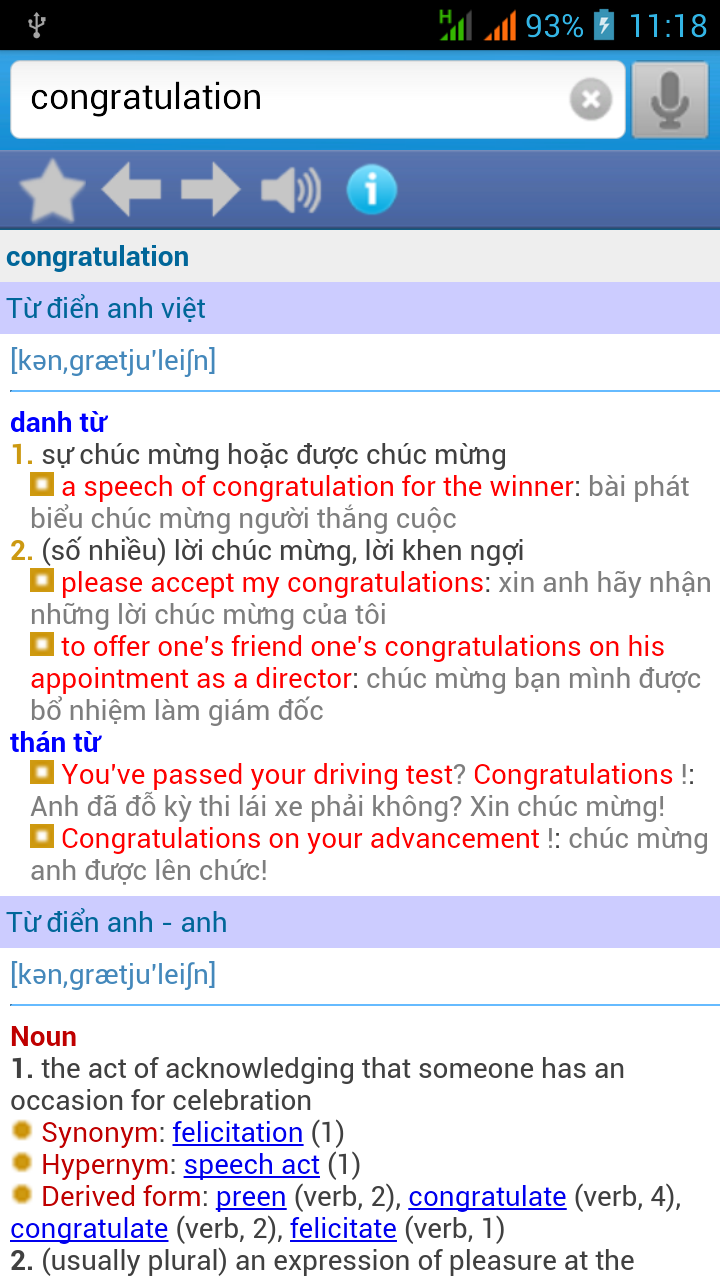 H 93% 11:18
congratulation
i
congratulation
Từ điển anh việt
[kən,grætju'lei∫n]
danh từ
1. sự chúc mừng hoặc được chúc mừng
a speech of congratulation for the winner: bài phát
biểu chúc mừng người thắng cuộc
2. (số nhiều) lời chúc mừng, lời khen ngợi
please accept my congratulations: xin anh hãy nhận
những lời chúc mừng của tôi
to offer one's friend one's congratulations on his
appointment as a director: chúc mừng bạn mình được
bổ nhiệm làm giám đốc
thán từ
You've passed your driving test? Congratulations !:
Anh đã đỗ kỳ thi lái xe phải không? Xin chúc mừng!
Congratulations on your advancement !: chúc mừng
anh được lên chức!
Từ điển anh - anh
[kən,grætju'lei∫n]
Noun
1. the act of acknowledging that someone has an
occasion for celebration
Synonym: felicitation (1)
Hypernym: speech act (1)
Derived form: preen (verb, 2), congratulate (verb, 4),
congratulate (verb, 2), felicitate (verb, 1)
2. (usually plural) an expression of pleasure at the